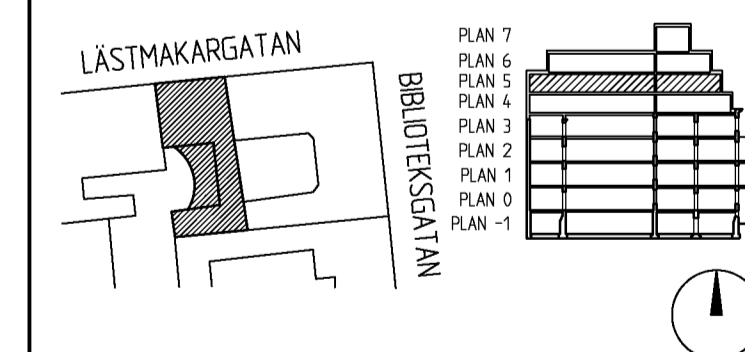 LÄSTMAKARGATAN
BIBLIOTEKSGATAN
PLAN 7
PLAN 6
PLAN 5
PLAN 4
PLAN 3
PLAN 2
PLAN 1
PLAN 0
PLAN -1